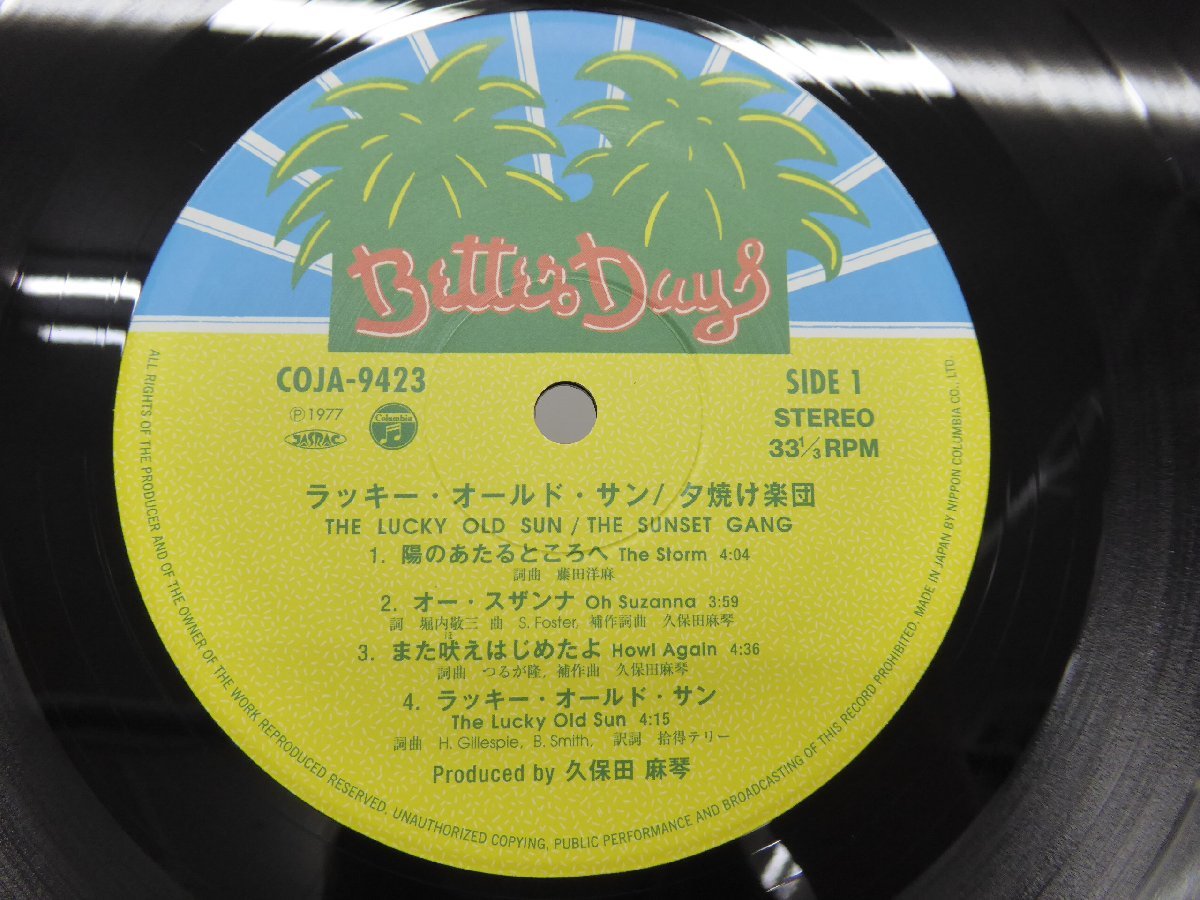 Better Days
COJA-9423
SIDE 1
℗1977
JASRAC
Columbia
STEREO
33 1/3 RPM
ラッキー・オールド・サン/夕焼け楽団
THE LUCKY OLD SUN / THE SUNSET GANG
1. 陽のあたるところへ The Storm 4:04
詞曲 藤田洋麻
2. オー・スザンナ Oh Suzanna 3:59
詞 堀内敬三 曲 S. Foster, 補作詞曲 久保田麻琴
ほ
3. また吠えはじめたよ Howl Again 4:36
詞曲 つるが隆, 補作曲 久保田麻琴
4. ラッキー・オールド・サン
The Lucky Old Sun 4:15
詞曲 H. Gillespie, B. Smith, 訳詞 拾得テリー
Produced by 久保田 麻琴
ALL RIGHTS OF THE PRODUCER AND OF THE OWNER OF THE WORK REPRODUCED RESERVED. UNAUTHORIZED COPYING, PUBLIC PERFORMANCE AND BROADCASTING OF THIS RECORD PROHIBITED. MADE IN JAPAN BY NIPPON COLUMBIA CO., LTD.